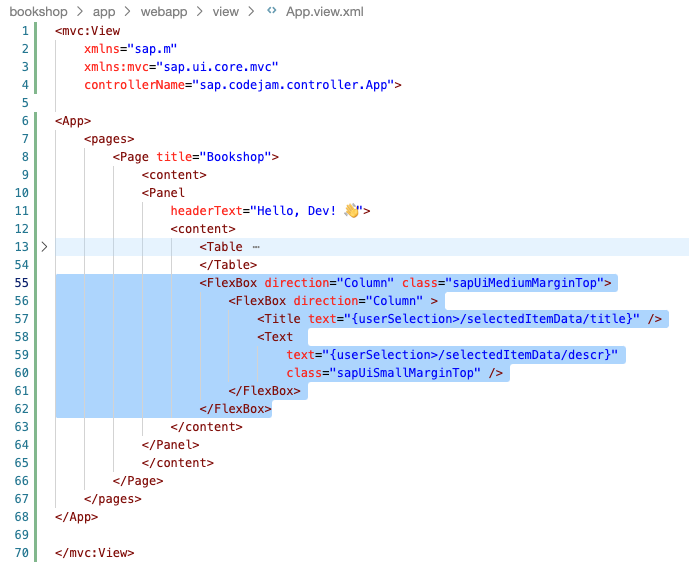 bookshop > app > webapp > view > <> App.view.xml
1 <mvc:View
2 xmlns="sap.m"
3 xmlns:mvc="sap.ui.core.mvc"
4 controllerName="sap.codejam.controller.App">
5
6 <App>
7 <pages>
8 <Page title="Bookshop">
9 <content>
10 <Panel
11 headerText="Hello, Dev! 👋">
12 <content>
13 > <Table ⋯
54 </Table>
55 <FlexBox direction="Column" class="sapUiMediumMarginTop">
56 <FlexBox direction="Column" >
57 <Title text="{userSelection>/selectedItemData/title}" />
58 <Text
59 text="{userSelection>/selectedItemData/descr}"
60 class="sapUiSmallMarginTop" />
61 </FlexBox>
62 </FlexBox>
63 </content>
64 </Panel>
65 </content>
66 </Page>
67 </pages>
68 </App>
69
70 </mvc:View>